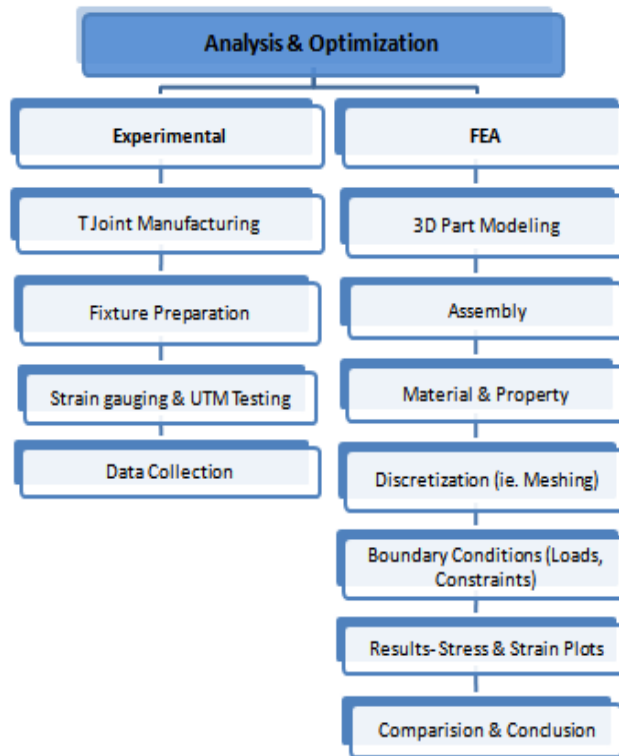 Analysis & Optimization
Experimental
T Joint Manufacturing
Fixture Preparation
Strain gauging & UTM Testing
Data Collection
FEA
3D Part Modeling
Assembly
Material & Property
Discretization (ie. Meshing)
Boundary Conditions (Loads,
Constraints)
Results- Stress & Strain Plots
Comparision & Conclusion